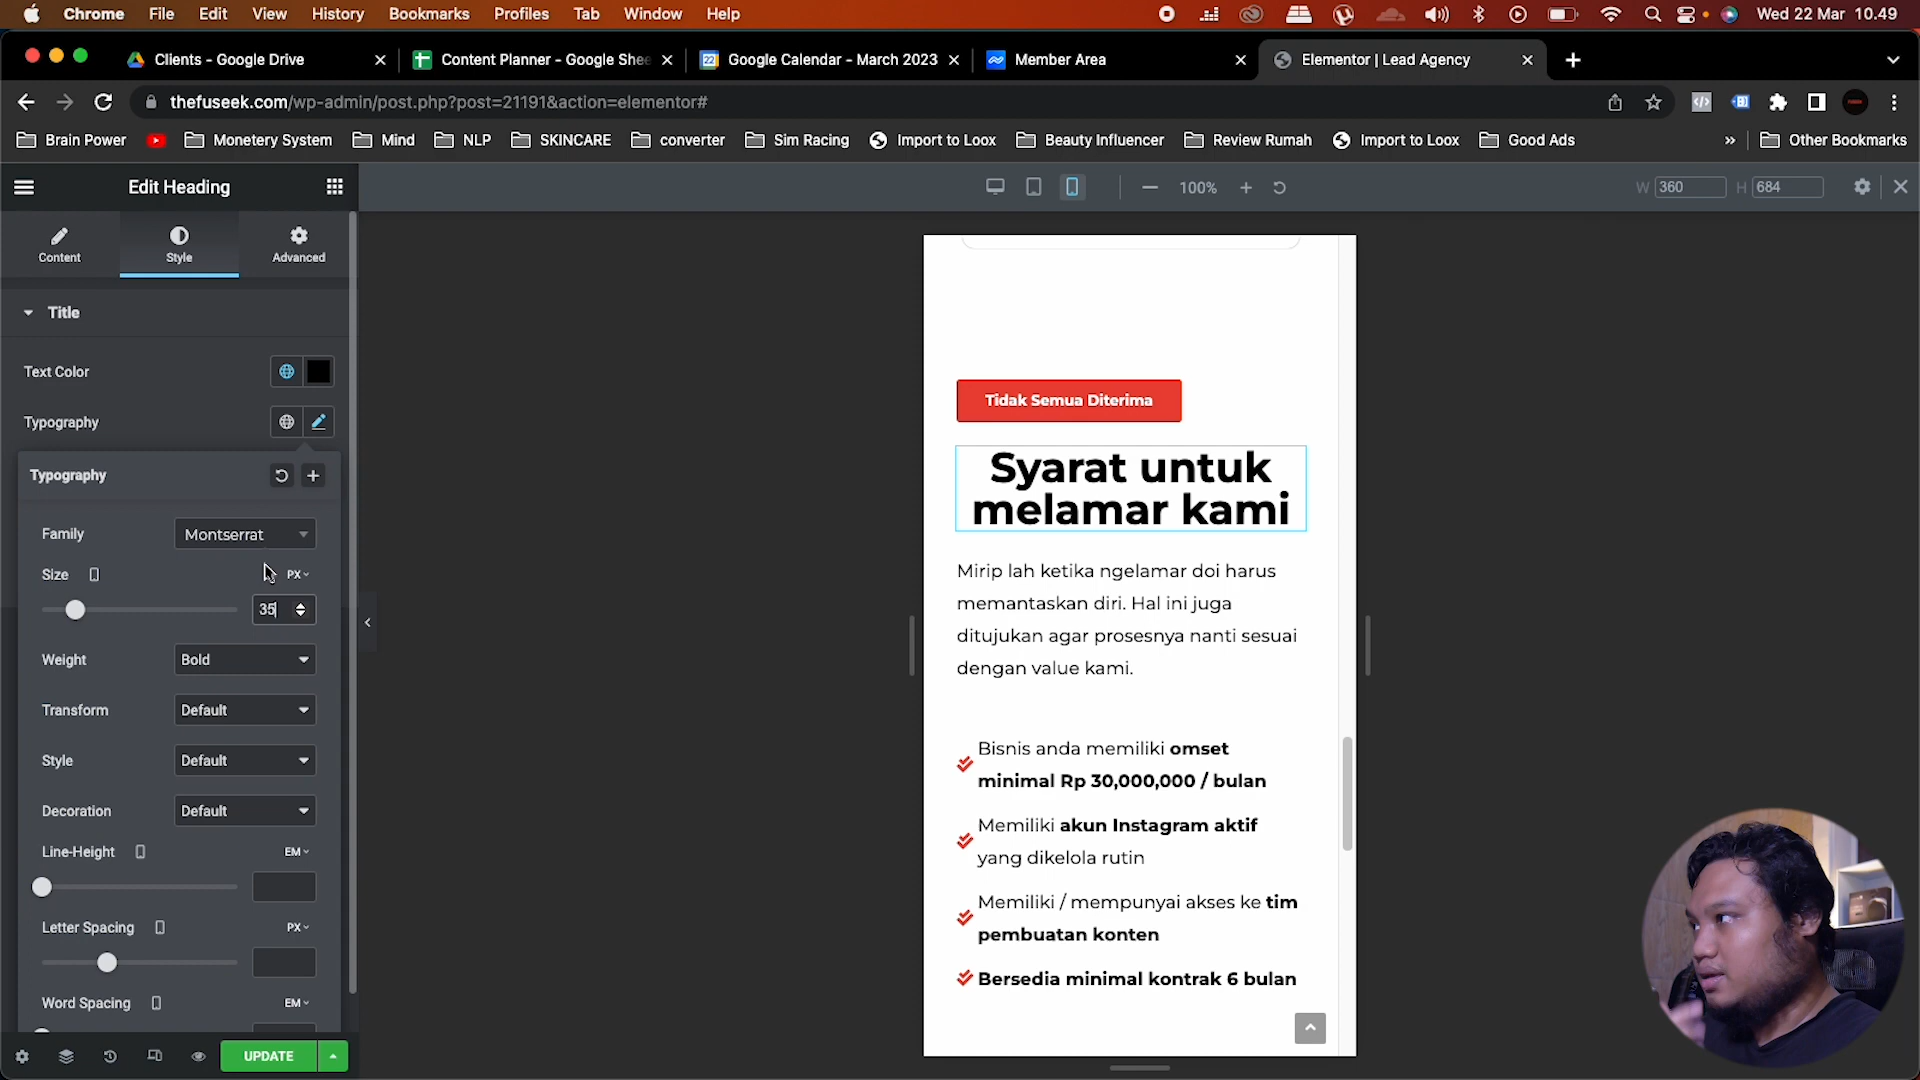 Chrome File Edit View History Bookmarks Profiles Tab Window Help Wed 22 Mar 10.49
Clients - Google Drive Content Planner - Google Shee Google Calendar - March 2023 Member Area Elementor | Lead Agency
thefuseek.com/wp-admin/post.php?post=21191&action=elementor#
Brain Power Monetery System Mind NLP SKINCARE converter Sim Racing Import to Loox Beauty Influencer Review Rumah Import to Loox Good Ads » Other Bookmarks
Edit Heading 100% W 360 H 684
Content Style Advanced
Title
Text Color
Typography
Typography
Family Montserrat
Size PX
35
Weight Bold
Transform Default
Style Default
Decoration Default
Line-Height EM
Letter Spacing PX
Word Spacing EM
UPDATE
Tidak Semua Diterima
Syarat untuk
melamar kami
Mirip lah ketika ngelamar doi harus
memantaskan diri. Hal ini juga
ditujukan agar prosesnya nanti sesuai
dengan value kami.
Bisnis anda memiliki omset
minimal Rp 30,000,000 / bulan
Memiliki akun Instagram aktif
yang dikelola rutin
Memiliki / mempunyai akses ke tim
pembuatan konten
Bersedia minimal kontrak 6 bulan